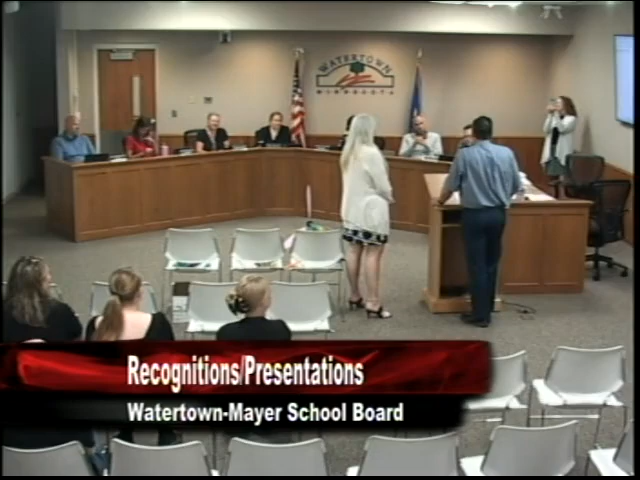 WATERTOWN
MINNESOTA
Recognitions/Presentations
Watertown-Mayer School Board